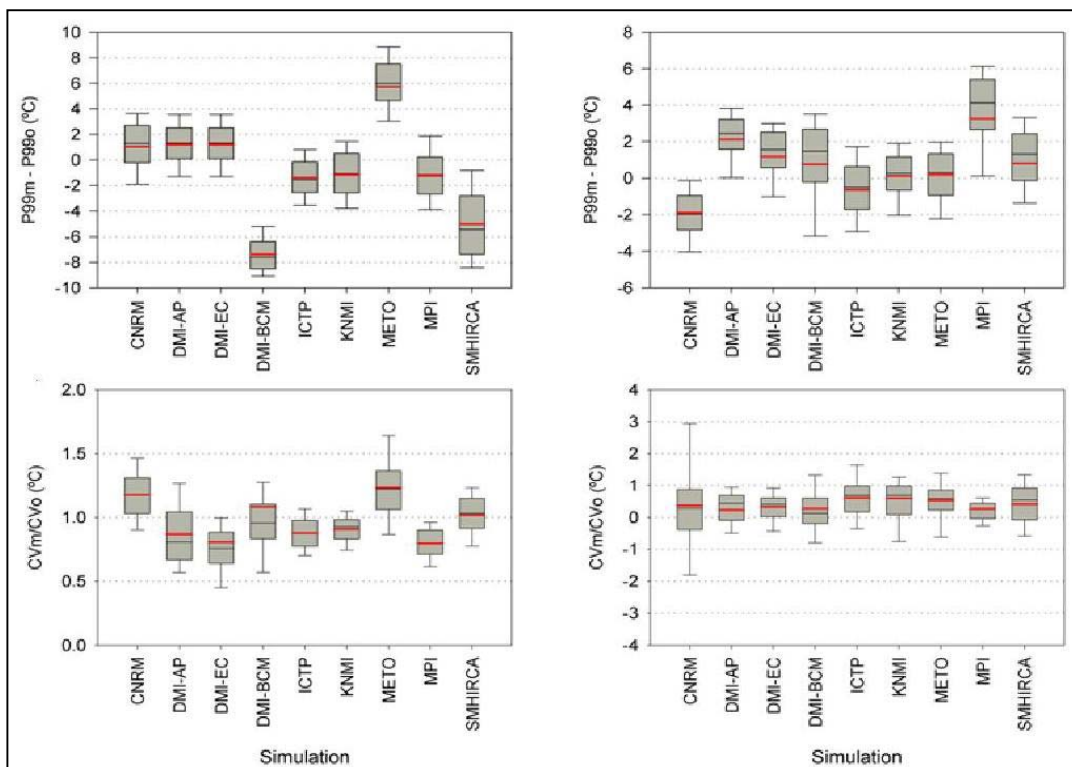 P99m - P99o (ºC)
10
8
6
4
2
0
-2
-4
-6
-8
-10
CNRM
DMI-AP
DMI-EC
DMI-BCM
ICTP
KNMI
METO
MPI
SMHIRCA
P99m - P99o (ºC)
8
6
4
2
0
-2
-4
-6
CNRM
DMI-AP
DMI-EC
DMI-BCM
ICTP
KNMI
METO
MPI
SMHIRCA
CVm/CVo (ºC)
2.0
1.5
1.0
0.5
0.0
CNRM
DMI-AP
DMI-EC
DMI-BCM
ICTP
KNMI
METO
MPI
SMHIRCA
Simulation
CVm/CVo (ºC)
4
3
2
1
0
-1
-2
-3
-4
CNRM
DMI-AP
DMI-EC
DMI-BCM
ICTP
KNMI
METO
MPI
SMHIRCA
Simulation